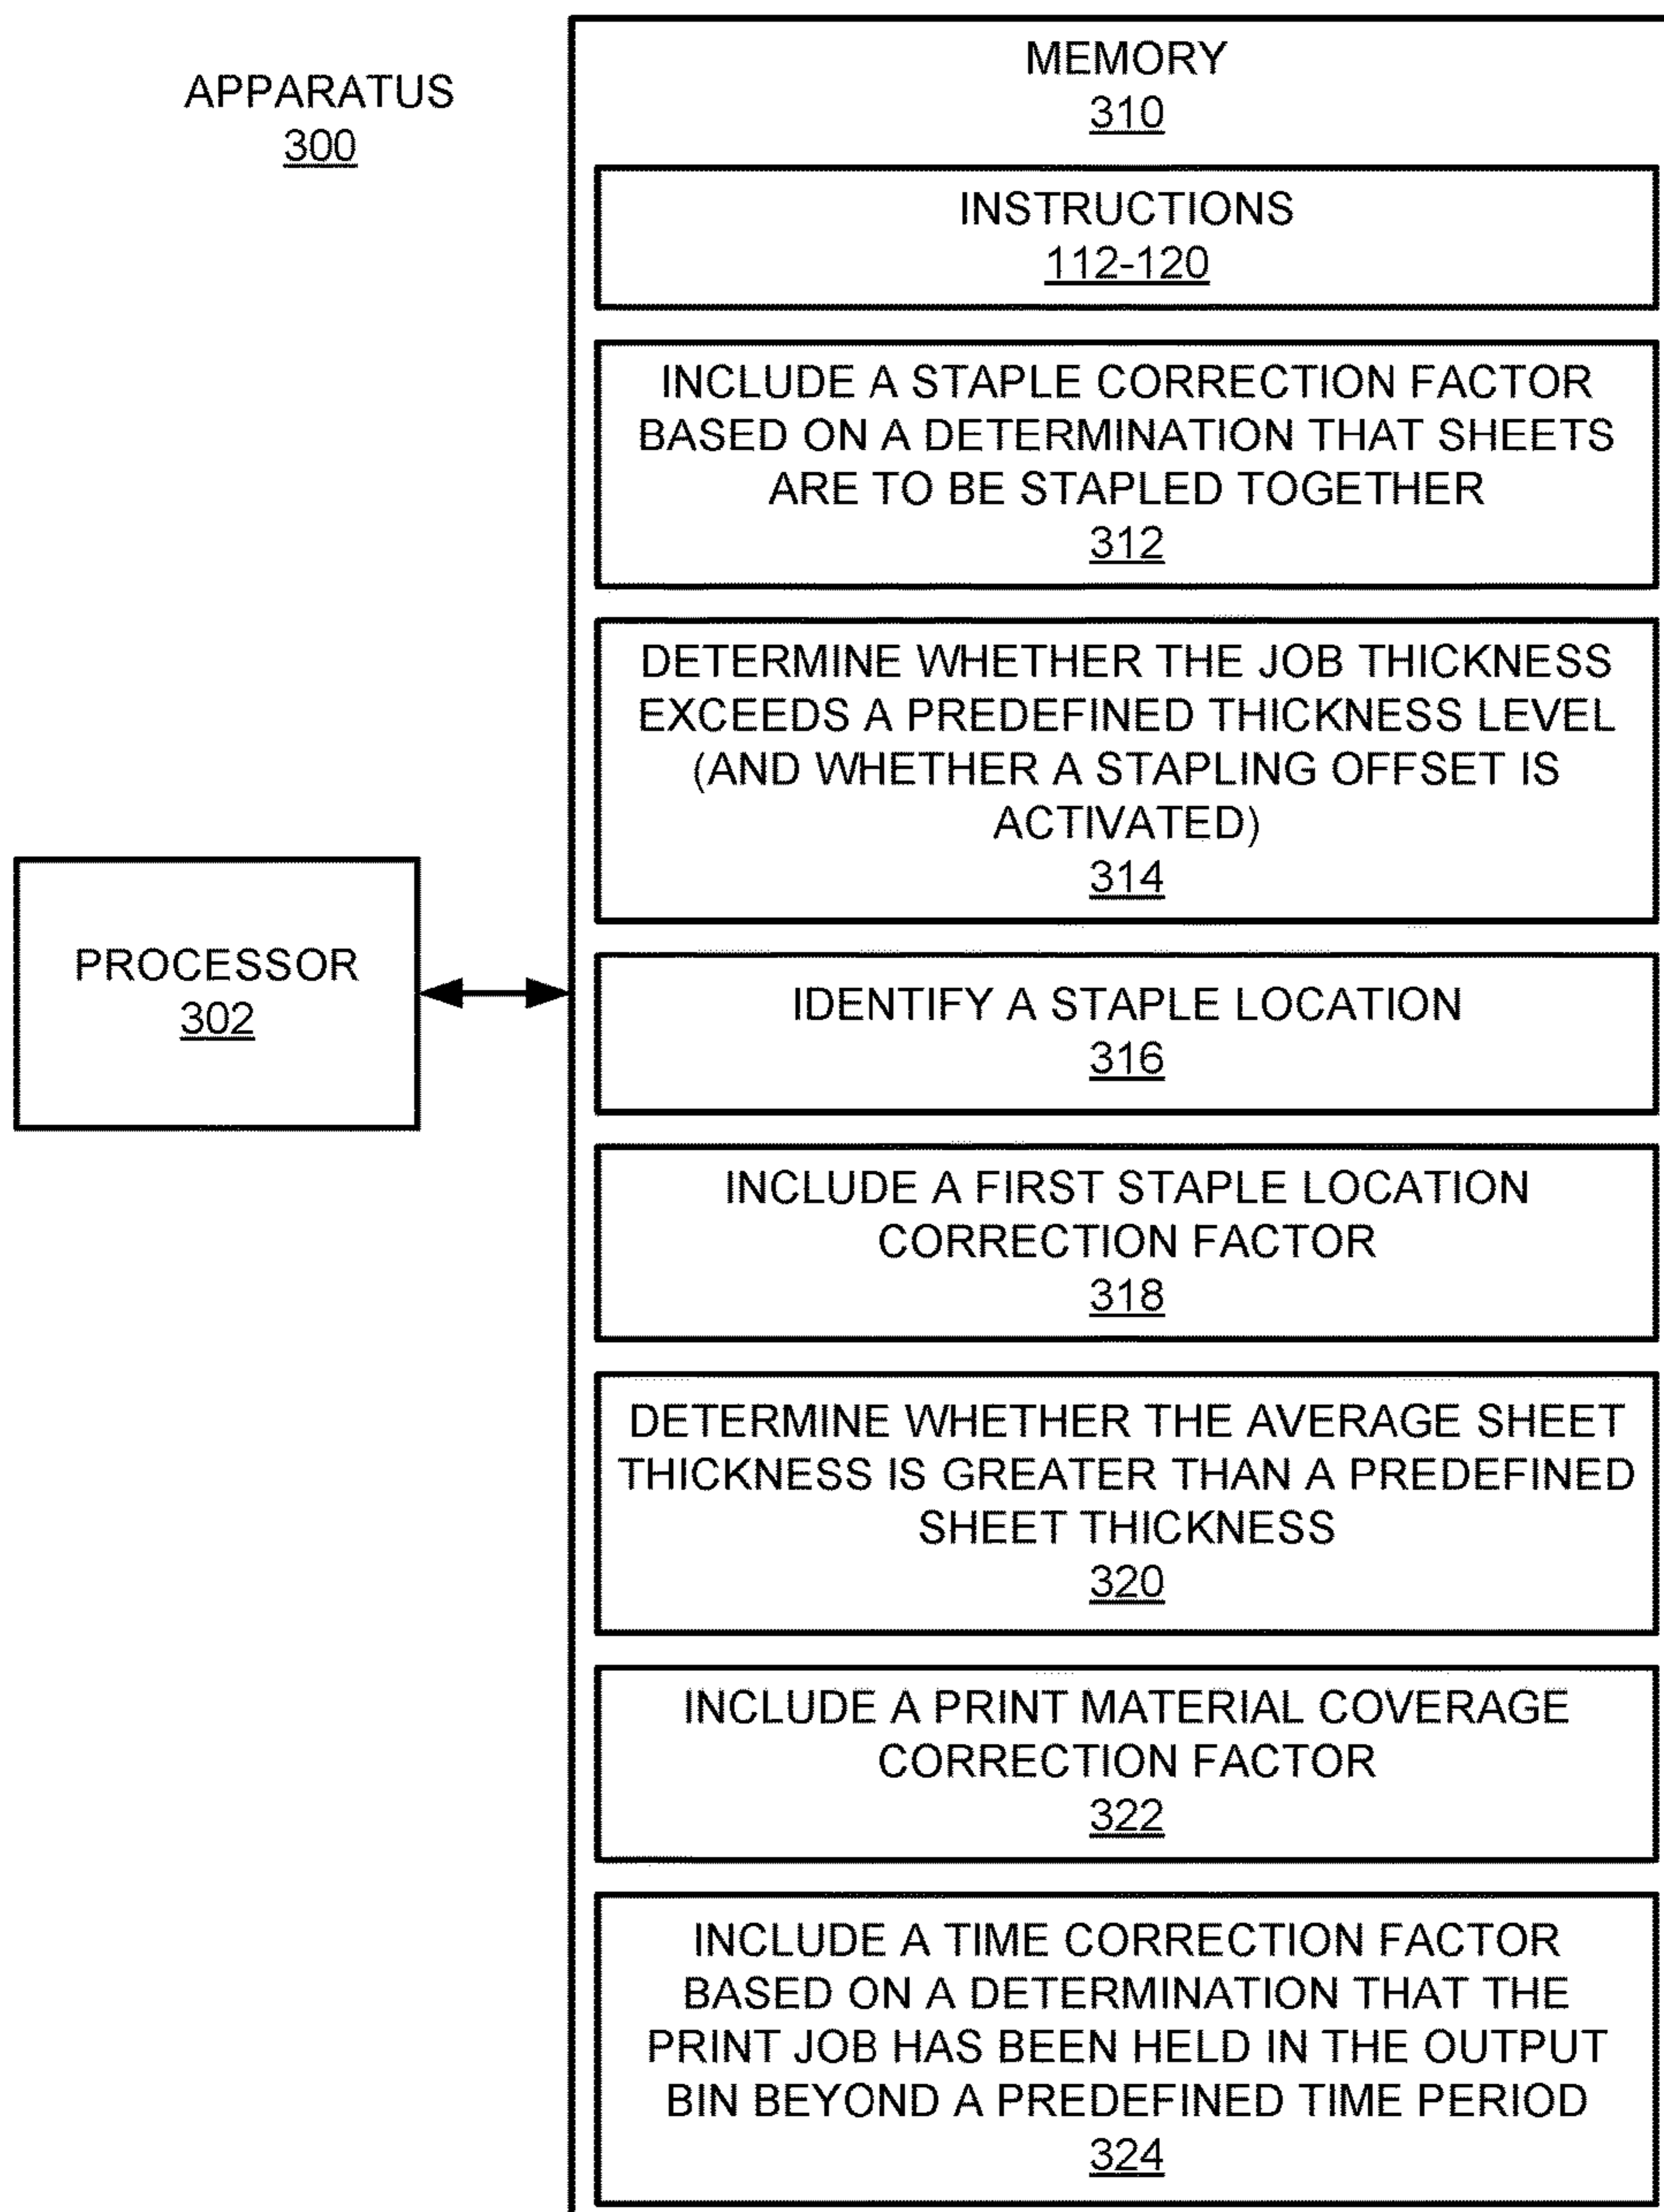 APPARATUS
300
MEMORY
310
INSTRUCTIONS
112-120
INCLUDE A STAPLE CORRECTION FACTOR
BASED ON A DETERMINATION THAT SHEETS
ARE TO BE STAPLED TOGETHER
312
DETERMINE WHETHER THE JOB THICKNESS
EXCEEDS A PREDEFINED THICKNESS LEVEL
(AND WHETHER A STAPLING OFFSET IS
ACTIVATED)
314
PROCESSOR
302
IDENTIFY A STAPLE LOCATION
316
INCLUDE A FIRST STAPLE LOCATION
CORRECTION FACTOR
318
DETERMINE WHETHER THE AVERAGE SHEET
THICKNESS IS GREATER THAN A PREDEFINED
SHEET THICKNESS
320
INCLUDE A PRINT MATERIAL COVERAGE
CORRECTION FACTOR
322
INCLUDE A TIME CORRECTION FACTOR
BASED ON A DETERMINATION THAT THE
PRINT JOB HAS BEEN HELD IN THE OUTPUT
BIN BEYOND A PREDEFINED TIME PERIOD
324